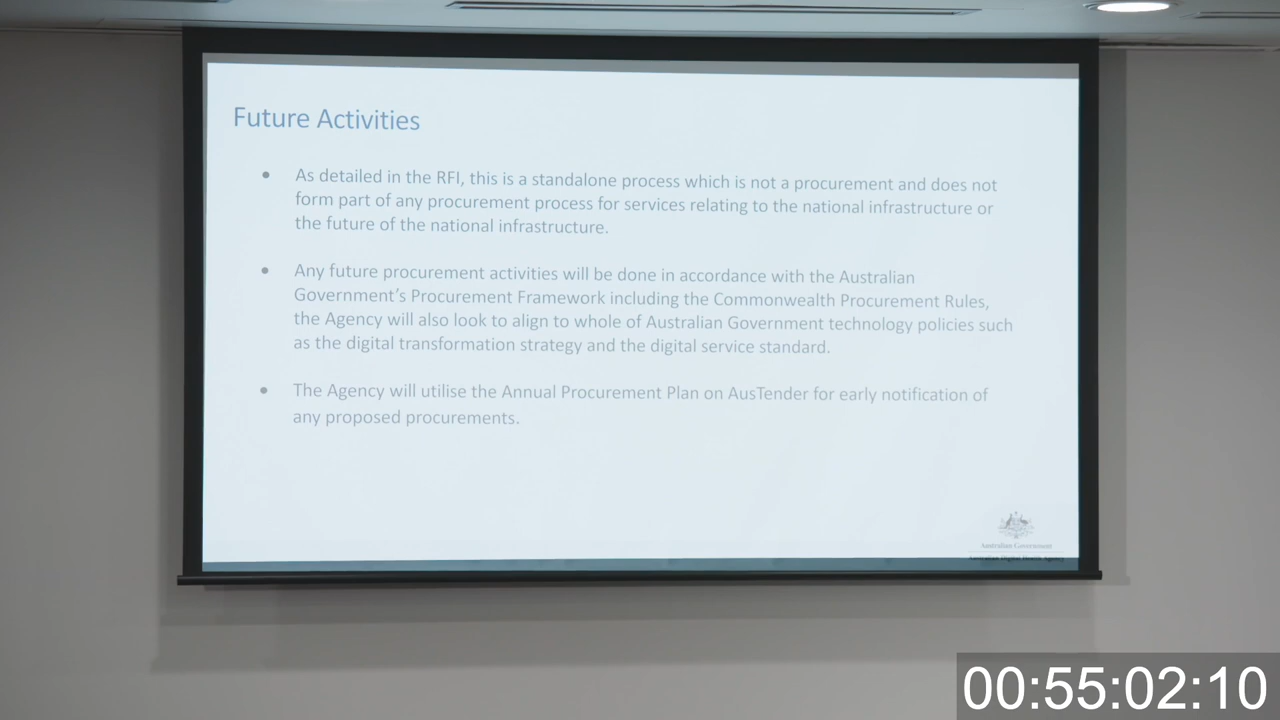 Future Activities
• As detailed in the RFI, this is a standalone process which is not a procurement and does not
form part of any procurement process for services relating to the national infrastructure or
the future of the national infrastructure.
• Any future procurement activities will be done in accordance with the Australian
Government’s Procurement Framework including the Commonwealth Procurement Rules,
the Agency will also look to align to whole of Australian Government technology policies such
as the digital transformation strategy and the digital service standard.
• The Agency will utilise the Annual Procurement Plan on AusTender for early notification of
any proposed procurements.
Australian Government
Australian Digital Health Agency
00:55:02:10